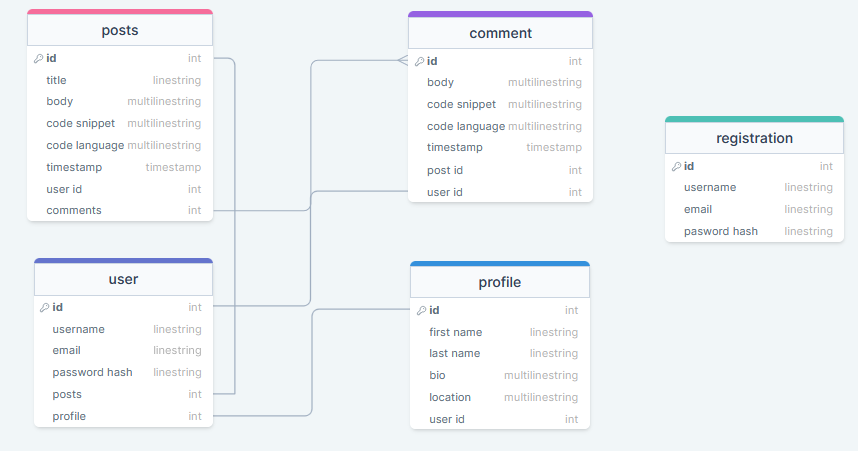 posts
id int
title linestring
body multilinestring
code snippet multilinestring
code language multilinestring
timestamp timestamp
user id int
comments int
comment
id int
body multilinestring
code snippet multilinestring
code language multilinestring
timestamp timestamp
post id int
user id int
registration
id int
username linestring
email linestring
pasword hash linestring
user
id int
username linestring
email linestring
password hash linestring
posts int
profile int
profile
id int
first name linestring
last name linestring
bio multilinestring
location multilinestring
user id int